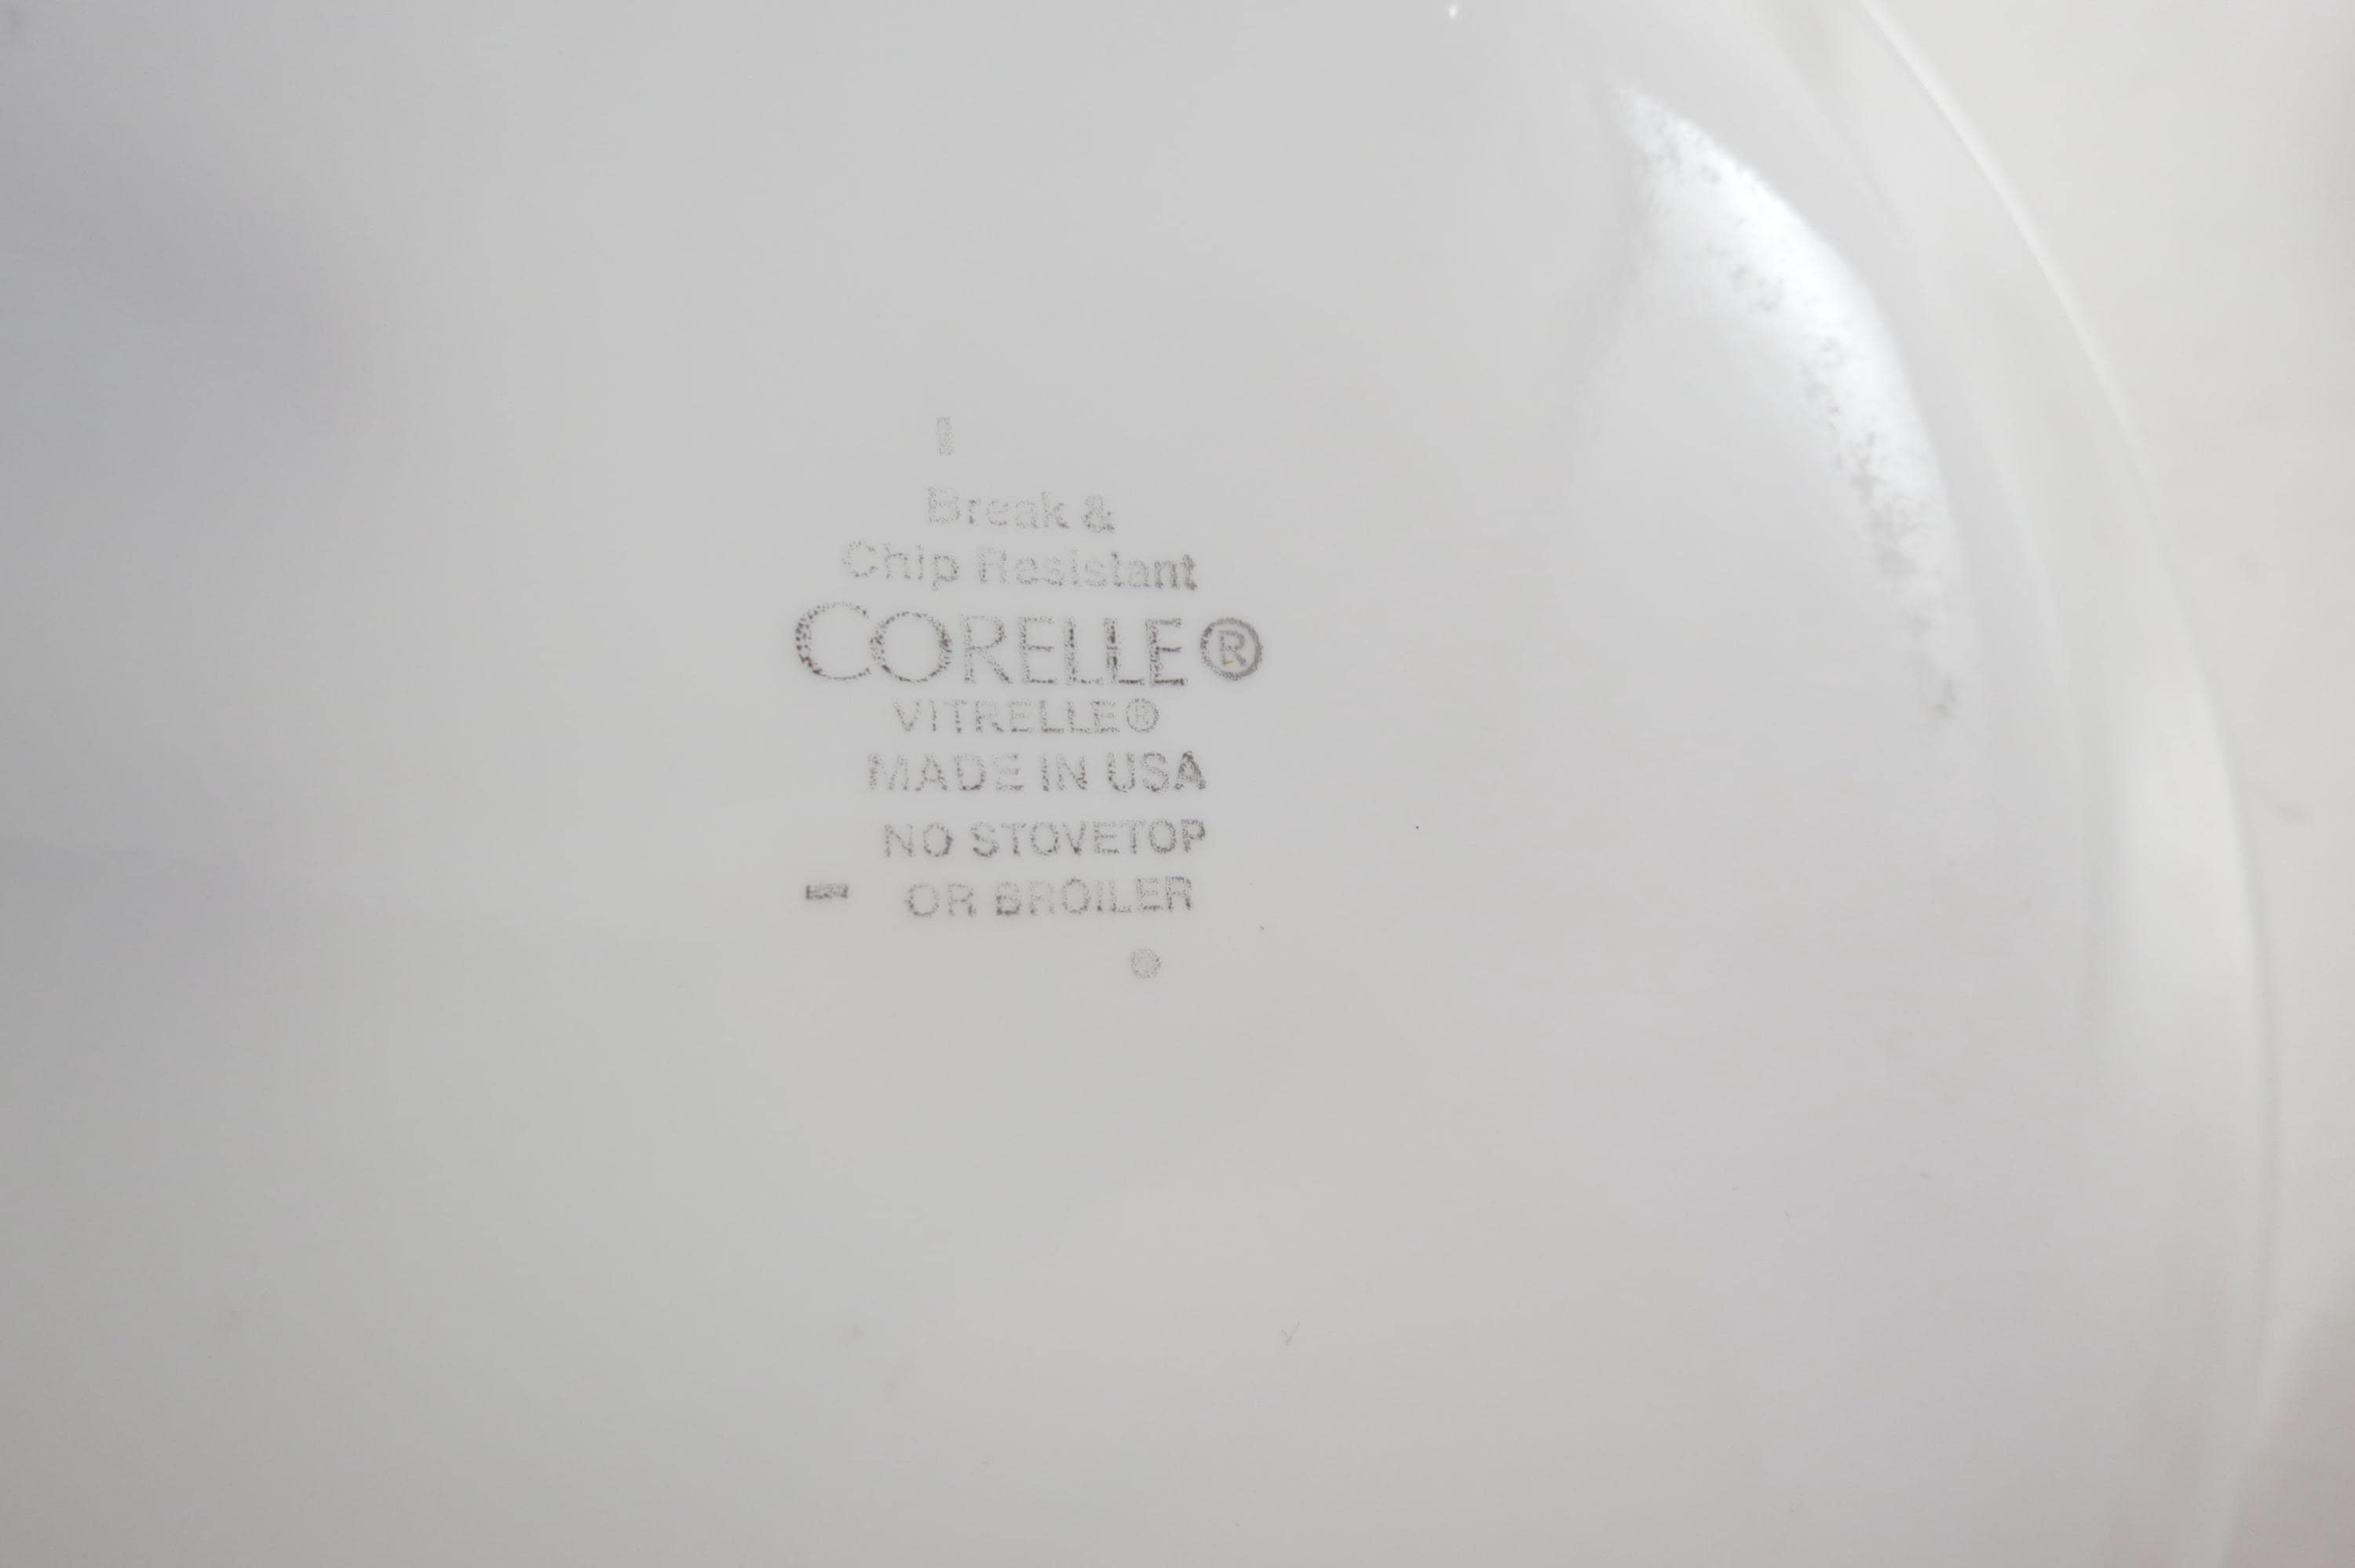 Break &
Chip Resistant
CORELLE®
VITRELLE®
MADE IN USA
NO STOVETOP
OR BROILER